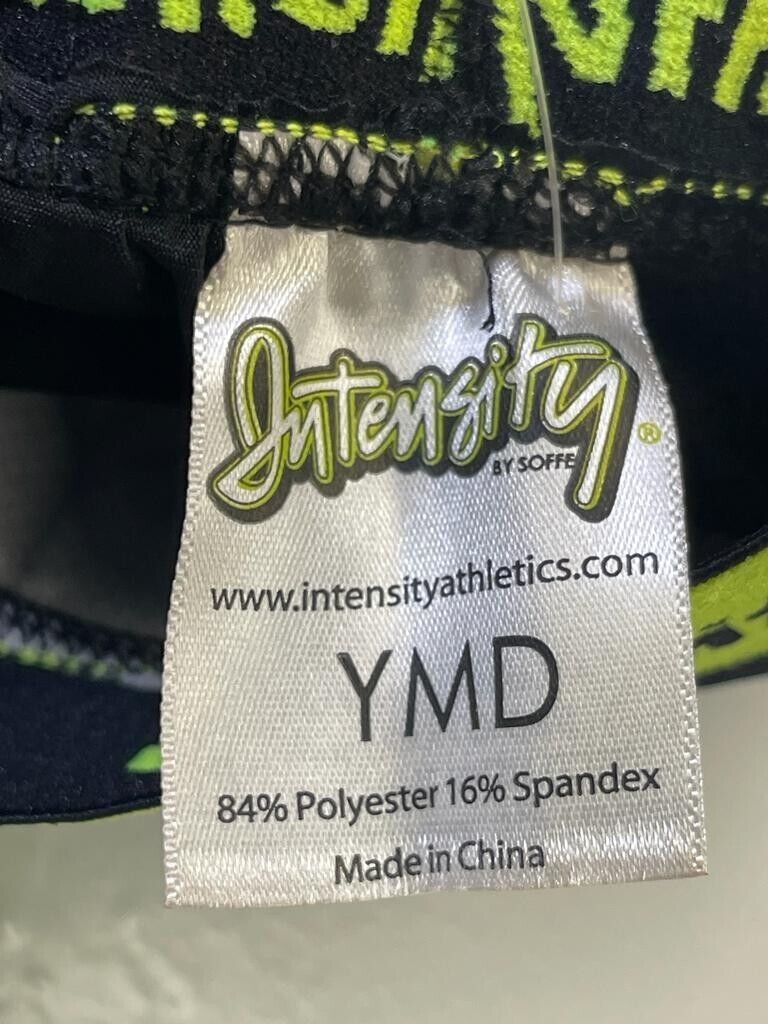 Intensity®
BY SOFFE
www.intensityathletics.com
YMD
84% Polyester 16% Spandex
Made in China